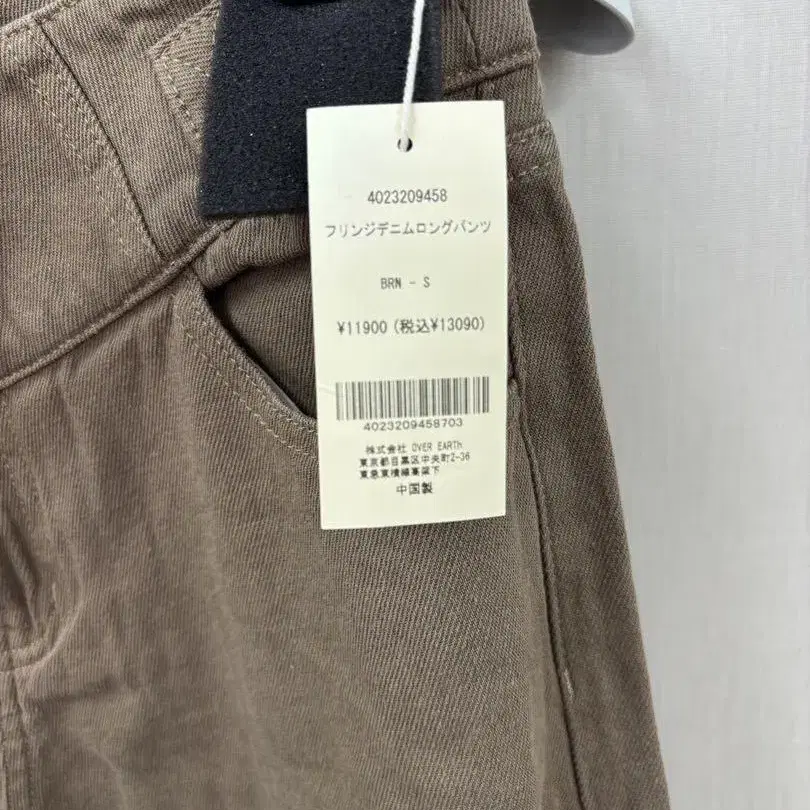 4023209458
フリンジデニムロングパンツ
BRN - S
¥11900(税込¥13090)
4023209458703
株式会社 OVER EARTh
東京都目黒区中央町2-36
東急東横線高架下
中国製